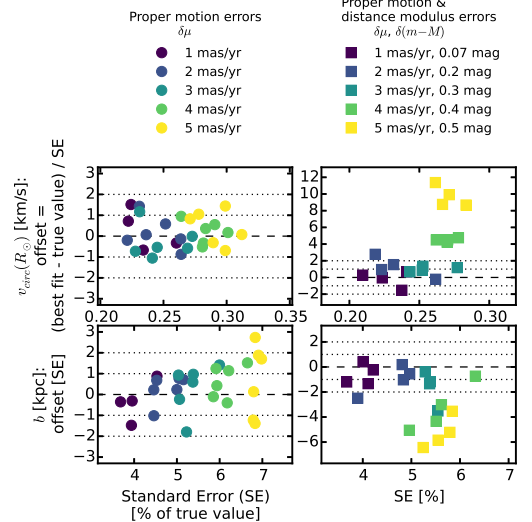 Proper motion errors
δμ
1 mas/yr
2 mas/yr
3 mas/yr
4 mas/yr
5 mas/yr
Proper motion &
distance modulus errors
δμ, δ(m−M)
1 mas/yr, 0.07 mag
2 mas/yr, 0.2 mag
3 mas/yr, 0.3 mag
4 mas/yr, 0.4 mag
5 mas/yr, 0.5 mag
v_circ(R_⊙) [km/s]:
offset =
(best fit - true value) / SE
3
2
1
0
−1
−2
−3
0.20 0.25 0.30 0.35
12
10
8
6
4
2
0
−2
0.20 0.25 0.30
b [kpc]:
offset [SE]
3
2
1
0
−1
−2
−3
4 5 6 7
Standard Error (SE)
[% of true value]
2
0
−2
−4
−6
4 5 6 7
SE [%]